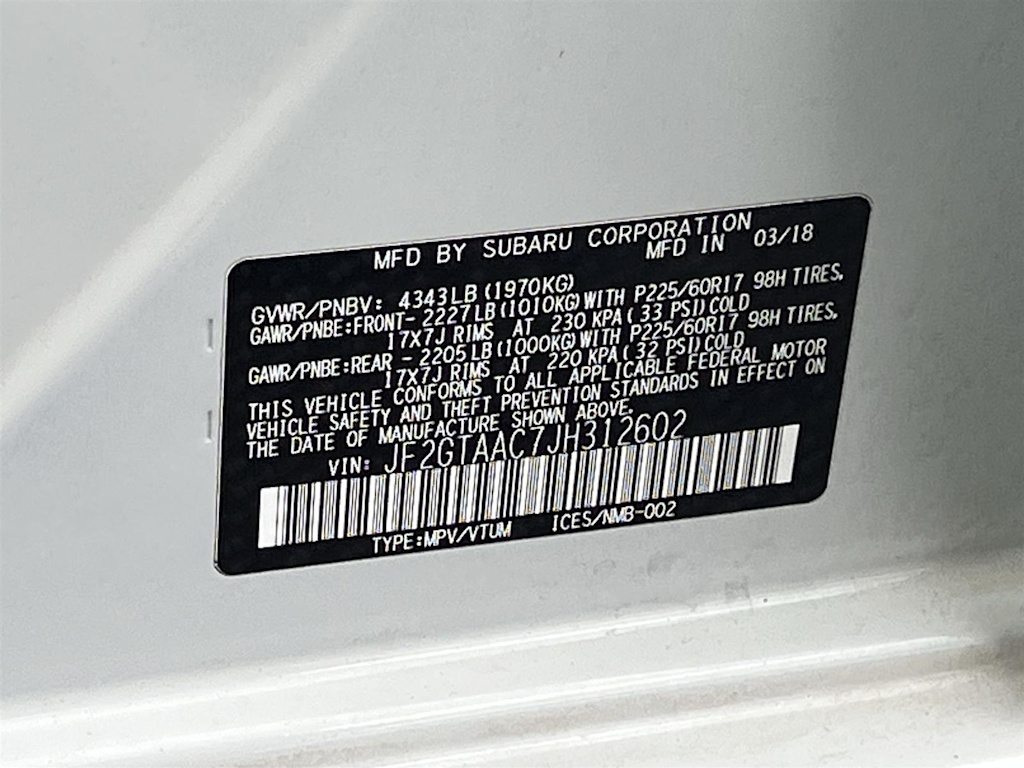 MFD BY SUBARU CORPORATION
MFD IN 03/18
GVWR/PNBV: 4343LB(1970KG)
GAWR/PNBE:FRONT-2227LB(1010KG)WITH P225/60R17 98H TIRES,
17X7J RIMS AT 230 KPA(33 PSI)COLD
GAWR/PNBE:REAR -2205LB(1000KG)WITH P225/60R17 98H TIRES,
17X7J RIMS AT 220 KPA(32 PSI)COLD
THIS VEHICLE CONFORMS TO ALL APPLICABLE FEDERAL MOTOR
VEHICLE SAFETY AND THEFT PREVENTION STANDARDS IN EFFECT ON
THE DATE OF MANUFACTURE SHOWN ABOVE.
VIN: JF2GTAAC7JH312602
TYPE:MPV/VTUM ICES/NMB-002